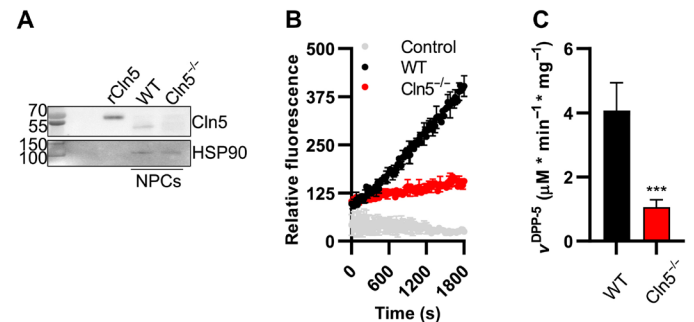 A
rCln5
WT
Cln5⁻/⁻
70
55
Cln5
150
100
HSP90
NPCs
B
Relative fluorescence
500
375
250
125
0
Control
WT
Cln5⁻/⁻
0
600
1200
1800
Time (s)
C
v^DPP-5 (μM * min⁻¹ * mg⁻¹)
6
4
2
0
***
WT
Cln5⁻/⁻